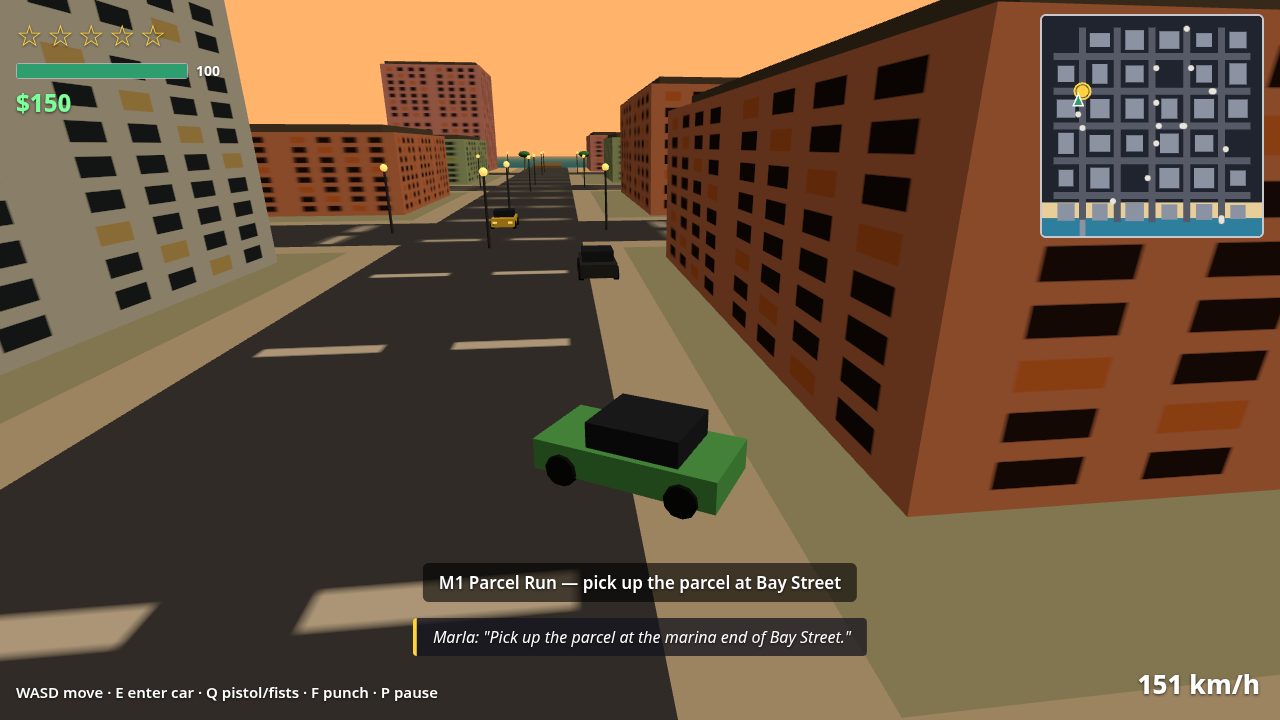 100
$150
M1 Parcel Run — pick up the parcel at Bay Street
Marla: "Pick up the parcel at the marina end of Bay Street."
WASD move · E enter car · Q pistol/fists · F punch · P pause
151 km/h